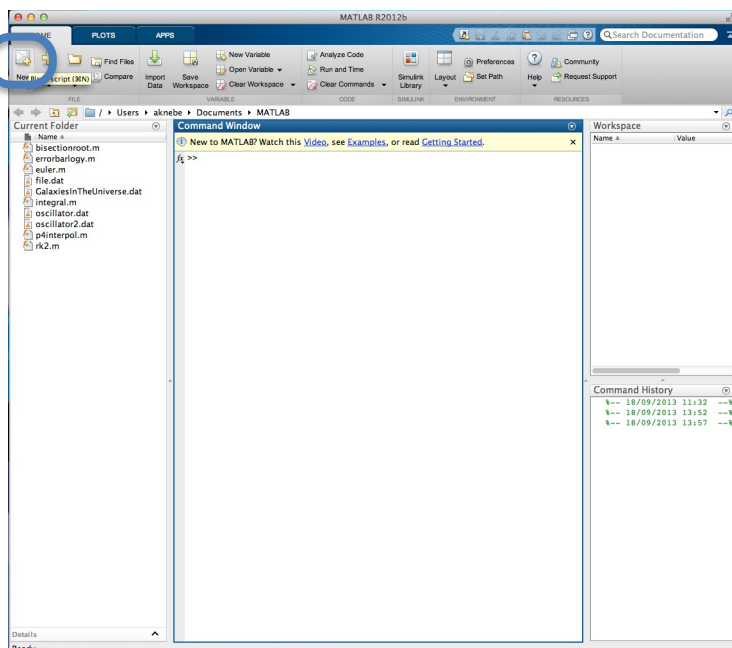 MATLAB R2012b
HOME PLOTS APPS
Search Documentation
New
Blank Script (⌘N)
Find Files
Compare
Import Data
Save Workspace
New Variable
Open Variable
Clear Workspace
Analyze Code
Run and Time
Clear Commands
Simulink Library
Layout
Preferences
Set Path
Help
Community
Request Support
FILE VARIABLE CODE SIMULINK ENVIRONMENT RESOURCES
/ Users aknebe Documents MATLAB
Current Folder
Name
bisectionroot.m
errorbarlogy.m
euler.m
file.dat
GalaxiesInTheUniverse.dat
integral.m
oscillator.dat
oscillator2.dat
p4interpol.m
rk2.m
Details
Ready
Command Window
New to MATLAB? Watch this Video, see Examples, or read Getting Started.
fx >>
Workspace
Name Value
Command History
%-- 18/09/2013 11:32 --%
%-- 18/09/2013 13:52 --%
%-- 18/09/2013 13:57 --%